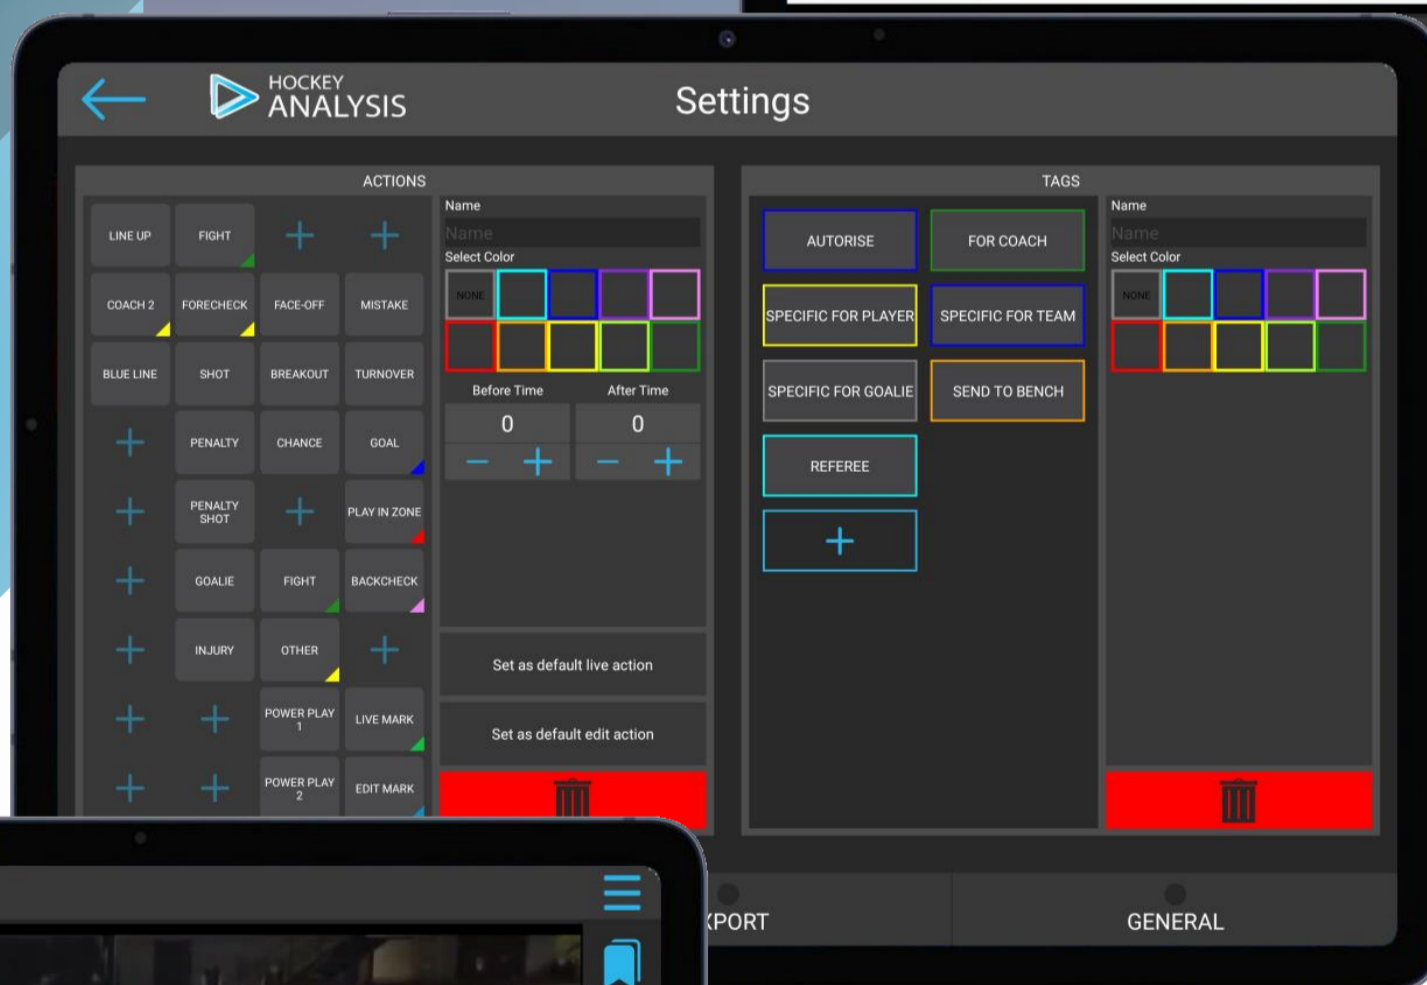 HOCKEY
ANALYSIS
Settings
ACTIONS
LINE UP
FIGHT
COACH 2
FORECHECK
FACE-OFF
MISTAKE
BLUE LINE
SHOT
BREAKOUT
TURNOVER
PENALTY
CHANCE
GOAL
PENALTY
SHOT
PLAY IN ZONE
GOALIE
FIGHT
BACKCHECK
INJURY
OTHER
POWER PLAY
1
LIVE MARK
POWER PLAY
2
EDIT MARK
Name
Name
Select Color
NONE
Before Time
After Time
0
0
Set as default live action
Set as default edit action
TAGS
AUTORISE
FOR COACH
SPECIFIC FOR PLAYER
SPECIFIC FOR TEAM
SPECIFIC FOR GOALIE
SEND TO BENCH
REFEREE
Name
Name
Select Color
NONE
GENERAL